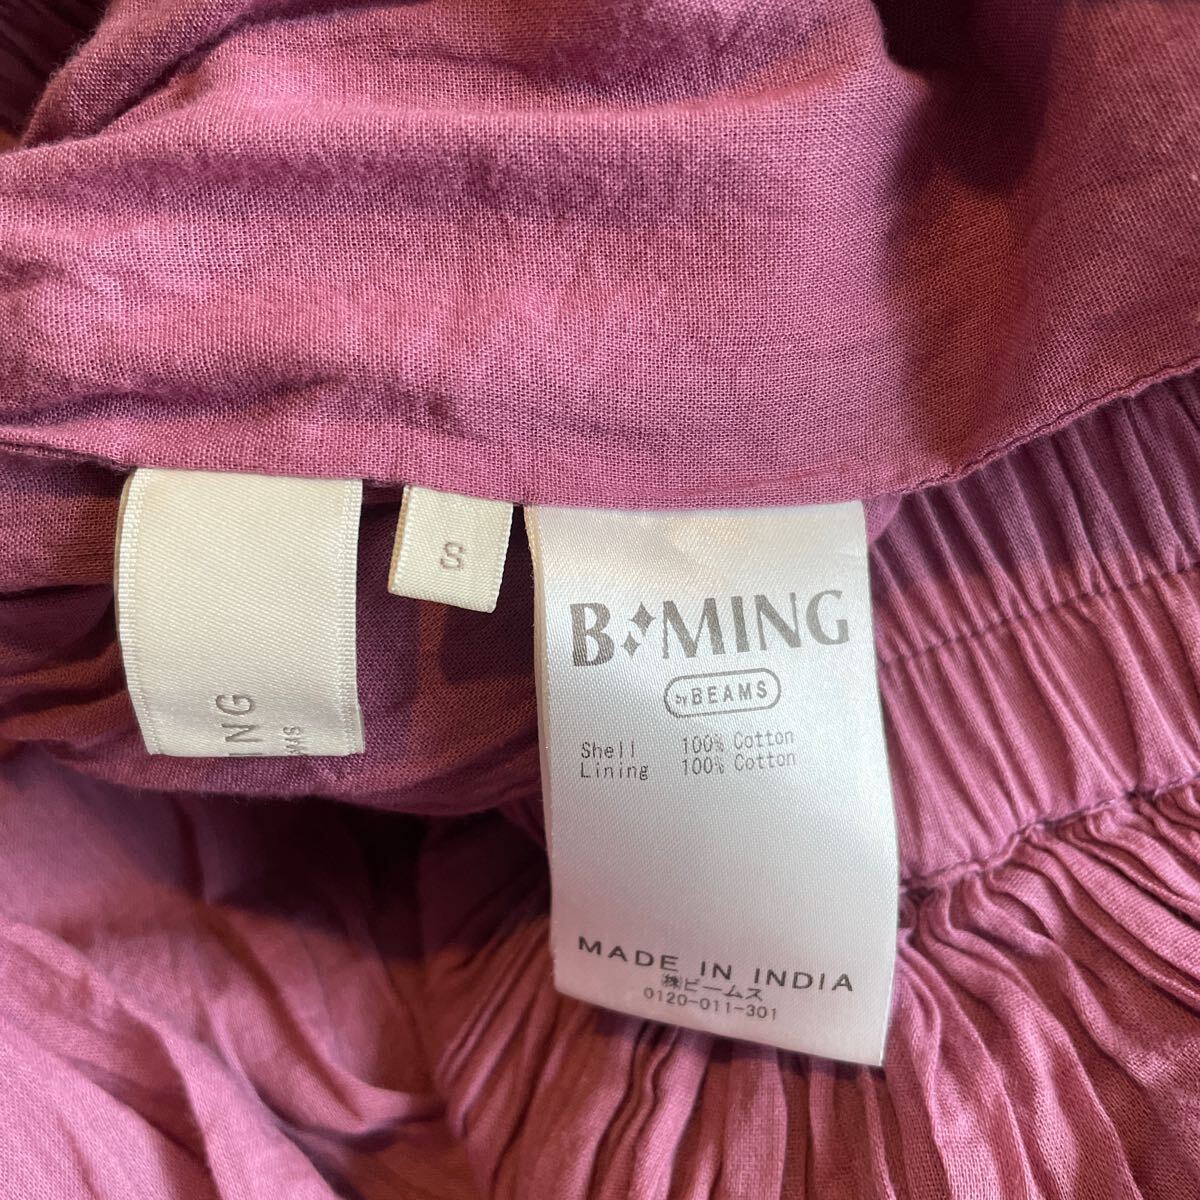 S
B MING
by BEAMS
Shell 100% Cotton
Lining 100% Cotton
MADE IN INDIA
㈱ビームス
0120-011-301
ING